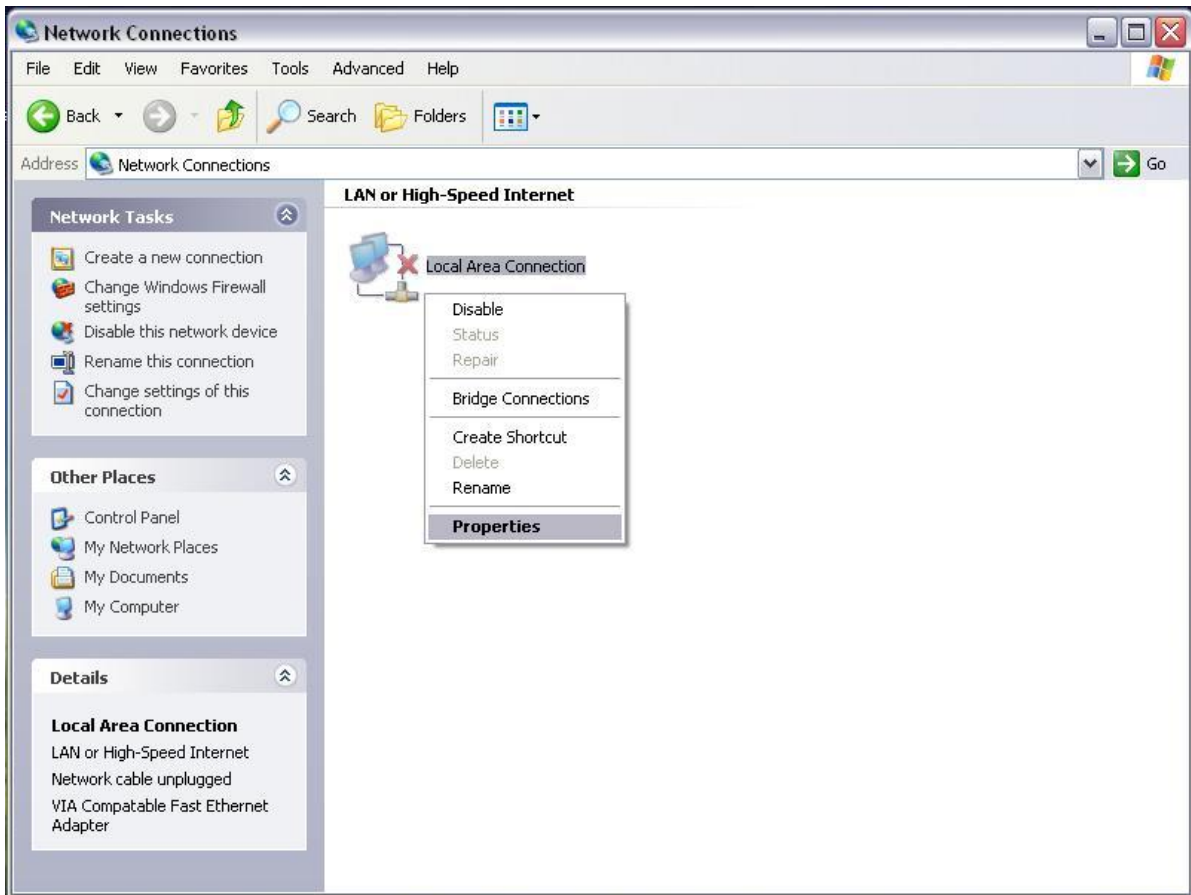 Network Connections
File Edit View Favorites Tools Advanced Help
Back Search Folders
Address Network Connections Go
Network Tasks
Create a new connection
Change Windows Firewall
settings
Disable this network device
Rename this connection
Change settings of this
connection
Other Places
Control Panel
My Network Places
My Documents
My Computer
Details
Local Area Connection
LAN or High-Speed Internet
Network cable unplugged
VIA Compatable Fast Ethernet
Adapter
LAN or High-Speed Internet
Local Area Connection
Disable
Status
Repair
Bridge Connections
Create Shortcut
Delete
Rename
Properties